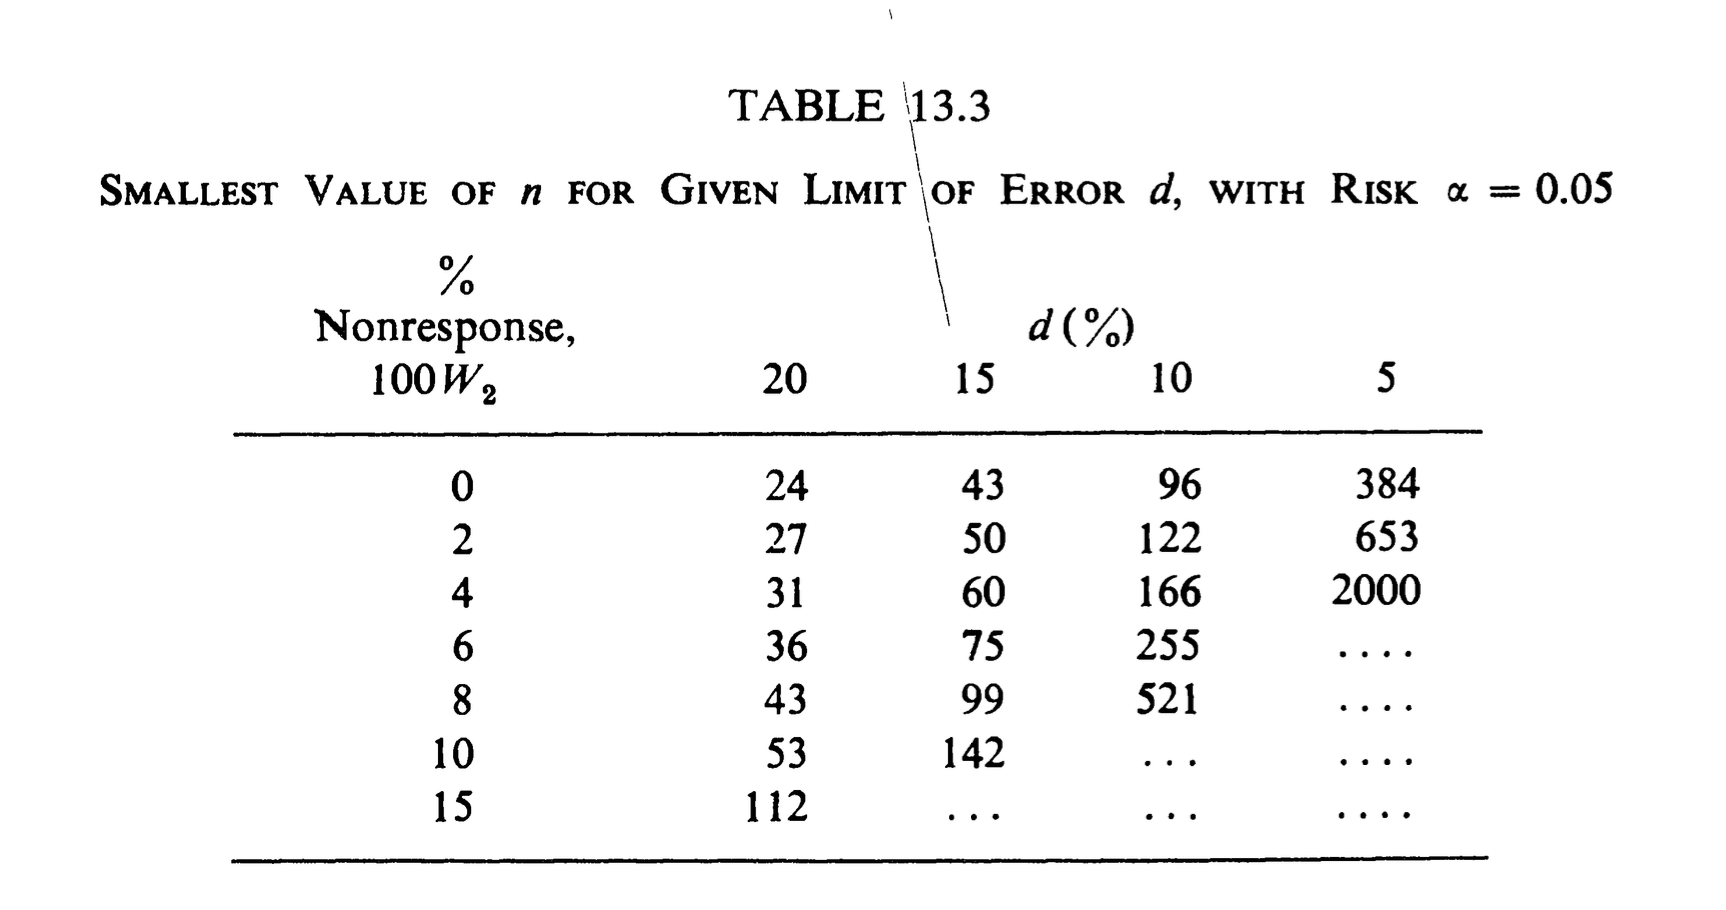 TABLE 13.3
SMALLEST VALUE OF n FOR GIVEN LIMIT OF ERROR d, WITH RISK α = 0.05
%
Nonresponse, d (%)
100W₂ 20 15 10 5
0 24 43 96 384
2 27 50 122 653
4 31 60 166 2000
6 36 75 255 ....
8 43 99 521 ....
10 53 142 ... ....
15 112 ... ... ....